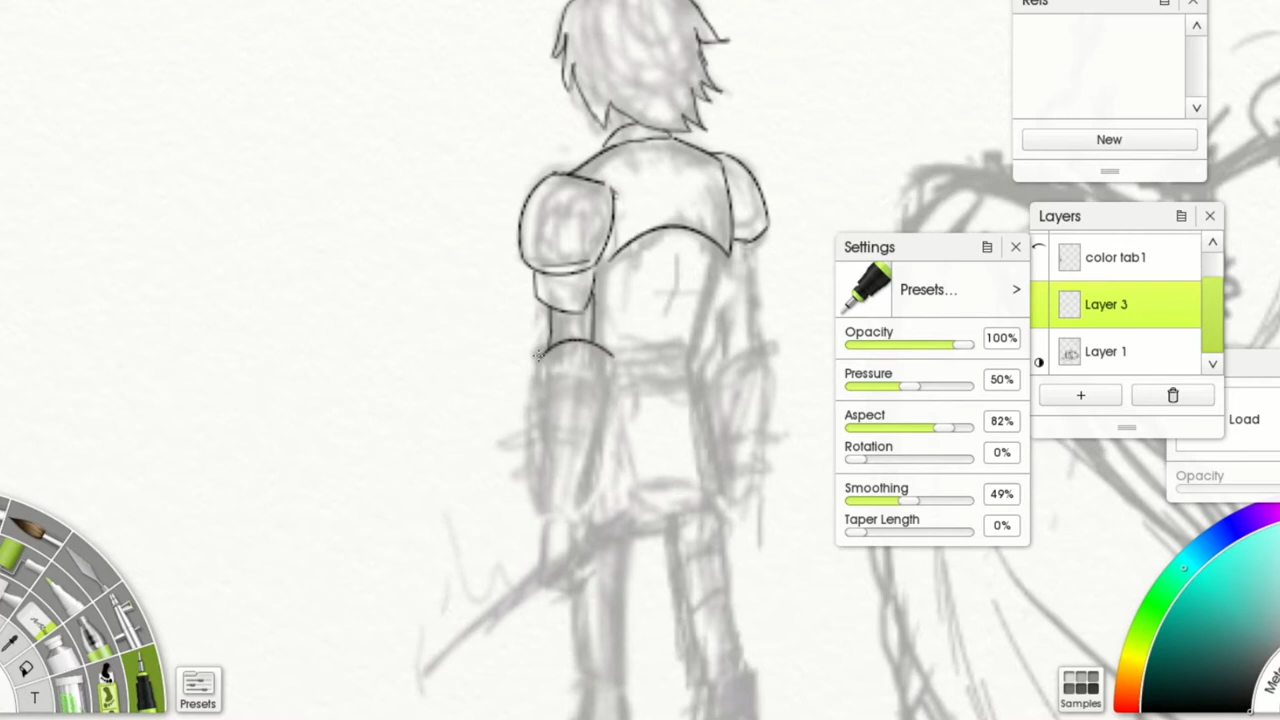 Refs
New
Layers
color tab1
Layer 3
Layer 1
+
Load
Opacity
Settings
Presets...
>
Opacity
100%
Pressure
50%
Aspect
82%
Rotation
0%
Smoothing
49%
Taper Length
0%
T
Presets
Samples
Met